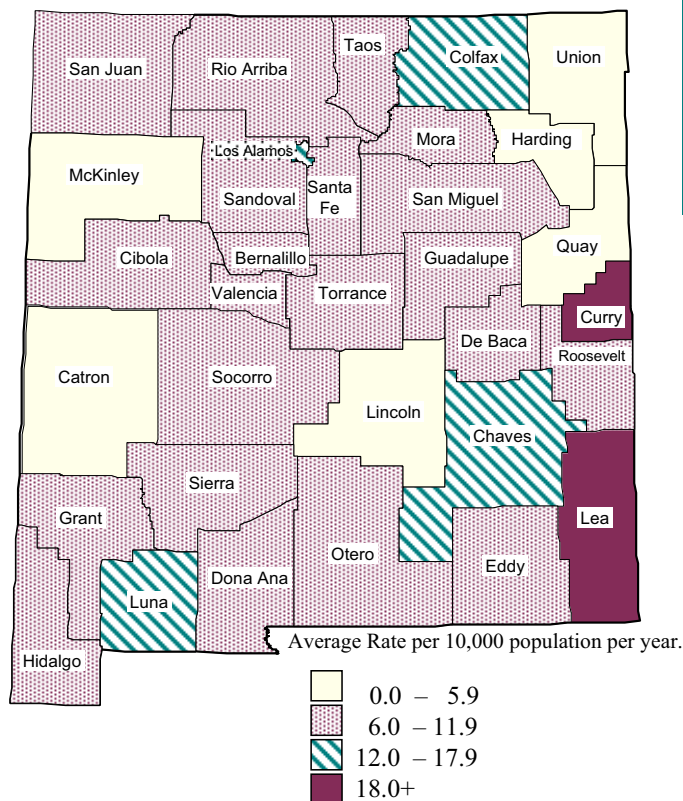 Taos
San Juan
Rio Arriba
Colfax
Union
Mora
Harding
Los Alamos
McKinley
Sandoval
Santa
Fe
San Miguel
Quay
Cibola
Bernalillo
Guadalupe
Valencia
Torrance
Curry
De Baca
Roosevelt
Catron
Socorro
Lincoln
Chaves
Sierra
Grant
Lea
Otero
Eddy
Dona Ana
Luna
Hidalgo
Average Rate per 10,000 population per year.
0.0 – 5.9
6.0 – 11.9
12.0 – 17.9
18.0+